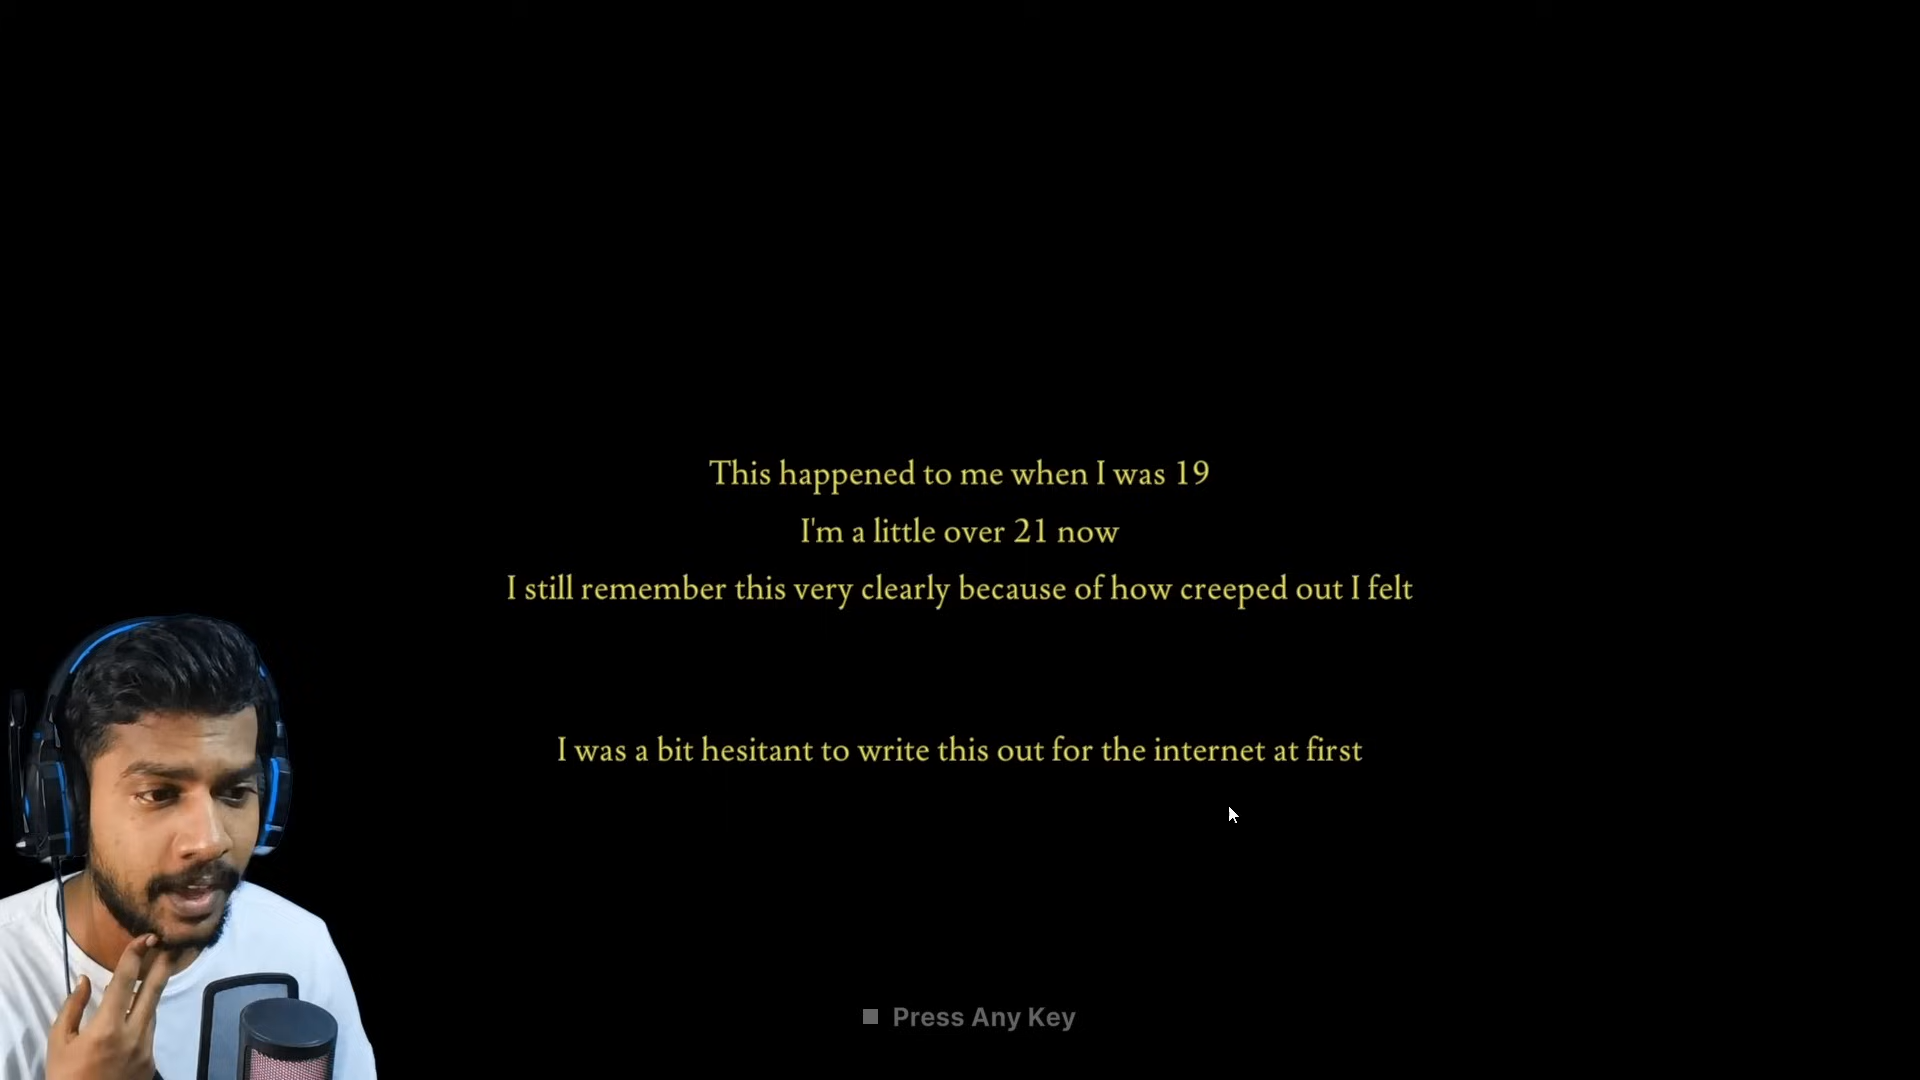 This happened to me when I was 19
I'm a little over 21 now
I still remember this very clearly because of how creeped out I felt
I was a bit hesitant to write this out for the internet at first
Press Any Key